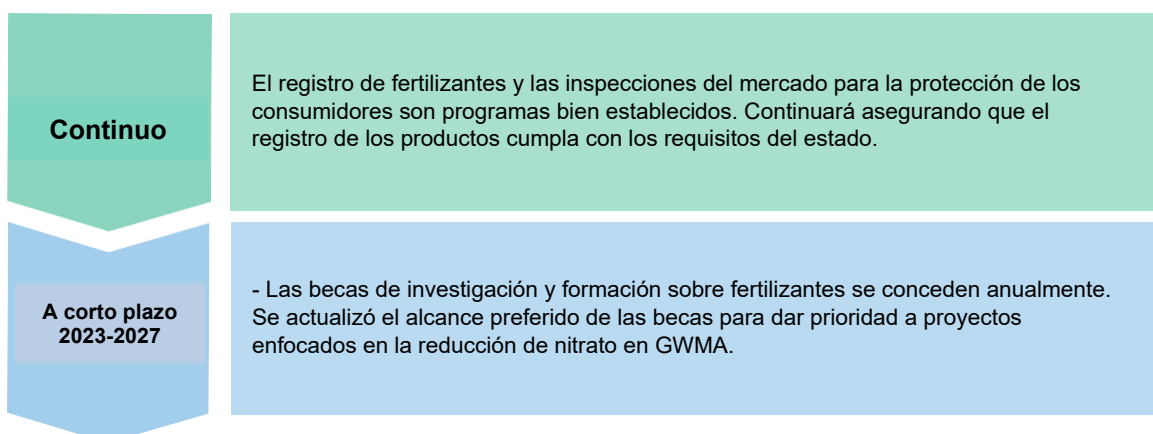 Continuo
El registro de fertilizantes y las inspecciones del mercado para la protección de los
consumidores son programas bien establecidos. Continuará asegurando que el
registro de los productos cumpla con los requisitos del estado.
A corto plazo
2023-2027
- Las becas de investigación y formación sobre fertilizantes se conceden anualmente.
Se actualizó el alcance preferido de las becas para dar prioridad a proyectos
enfocados en la reducción de nitrato en GWMA.